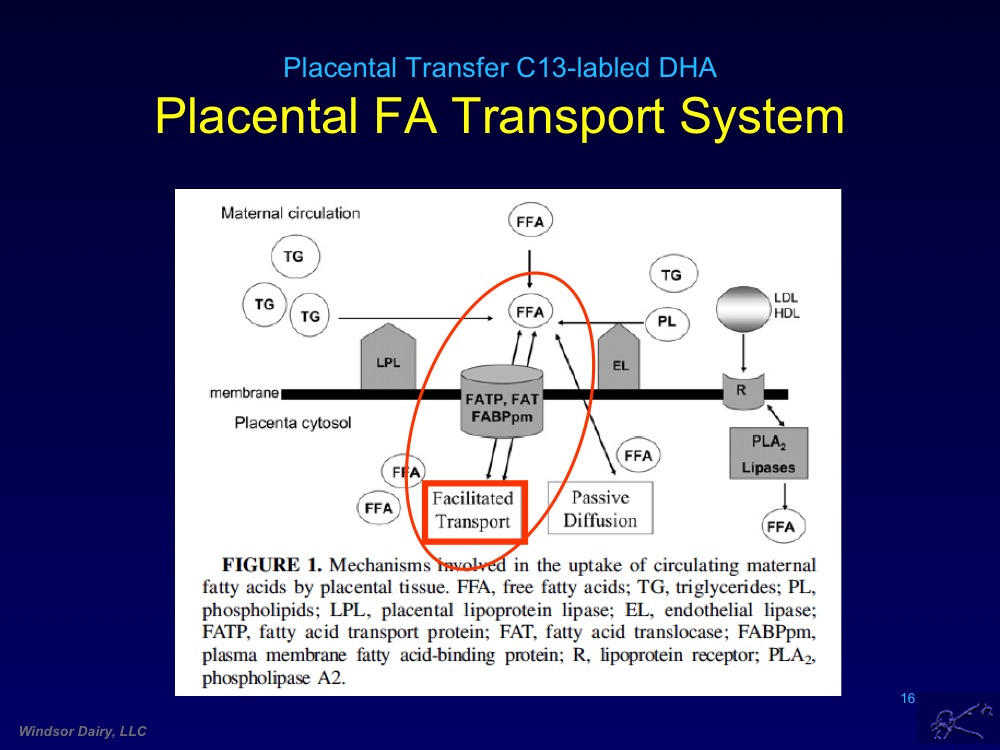 Placental Transfer C13-labled DHA
Placental FA Transport System
Maternal circulation
FFA
TG
TG
TG
FFA
TG
PL
LDL
HDL
LPL
EL
R
membrane
FATP, FAT
FABPpm
Placenta cytosol
PLA₂
Lipases
FFA
FFA
FFA
Facilitated
Transport
Passive
Diffusion
FFA
FIGURE 1. Mechanisms involved in the uptake of circulating maternal
fatty acids by placental tissue. FFA, free fatty acids; TG, triglycerides; PL,
phospholipids; LPL, placental lipoprotein lipase; EL, endothelial lipase;
FATP, fatty acid transport protein; FAT, fatty acid translocase; FABPpm,
plasma membrane fatty acid-binding protein; R, lipoprotein receptor; PLA₂,
phospholipase A2.
16
Windsor Dairy, LLC